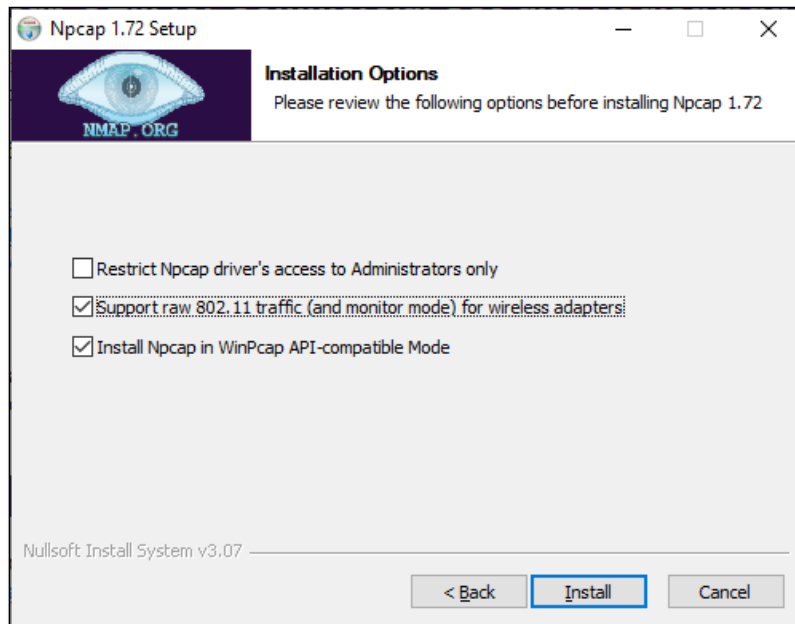 Npcap 1.72 Setup
NMAP.ORG
Installation Options
Please review the following options before installing Npcap 1.72
Restrict Npcap driver's access to Administrators only
Support raw 802.11 traffic (and monitor mode) for wireless adapters
Install Npcap in WinPcap API-compatible Mode
Nullsoft Install System v3.07
< Back
Install
Cancel